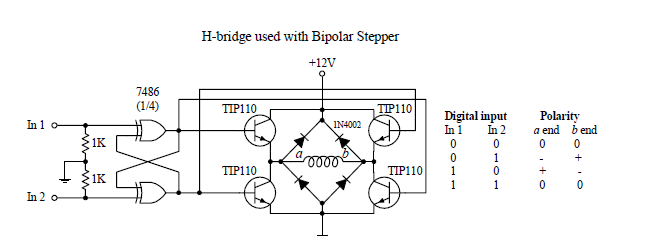 H-bridge used with Bipolar Stepper
+12V
7486
(1/4)
TIP110
TIP110
In 1
1K
1N4002
a
b
1K
TIP110
TIP110
In 2
Digital input Polarity
In 1 In 2 a end b end
0 0 0 0
0 1 - +
1 0 + -
1 1 0 0